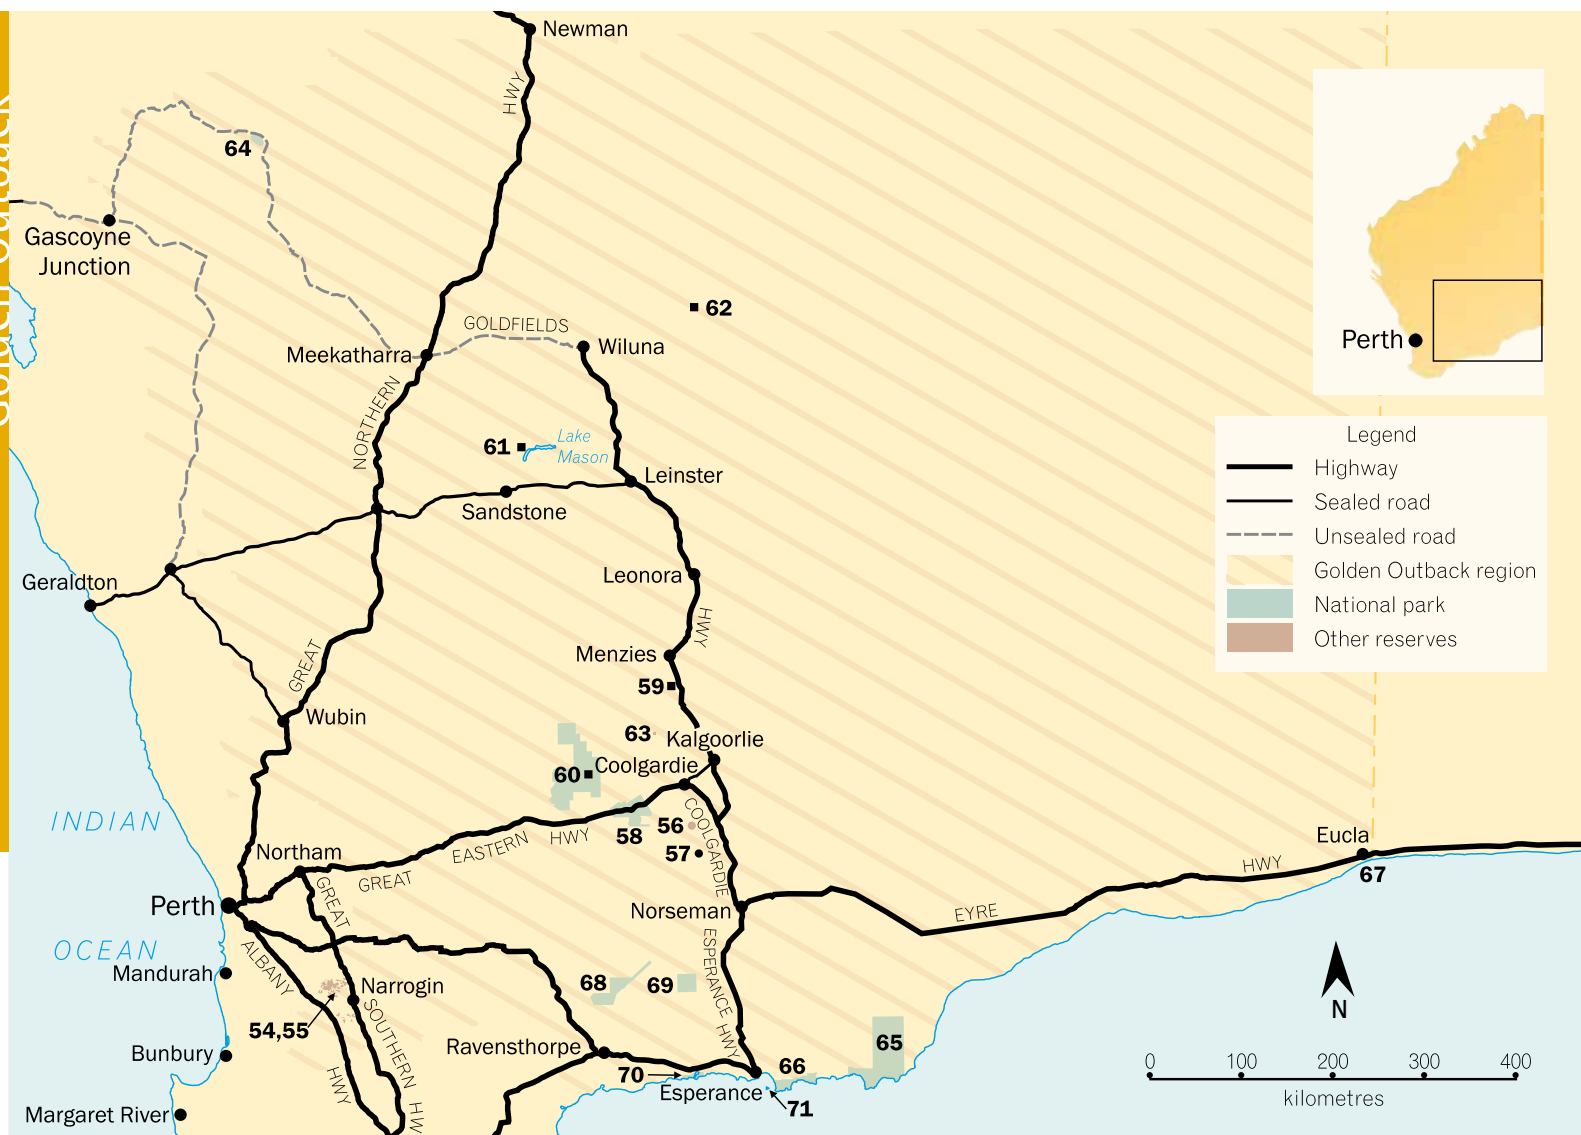 Golden Outback
Newman
HWY
64
Gascoyne
Junction
62
GOLDFIELDS
Meekatharra
Wiluna
Perth
NORTHERN
61
Lake
Mason
Leinster
Sandstone
Legend
Highway
Sealed road
Unsealed road
Golden Outback region
National park
Other reserves
Geraldton
Leonora
HWY
GREAT
Menzies
59
Wubin
63
Kalgoorlie
60
Coolgardie
INDIAN
COOLGARDIE
58
56
57
EASTERN
HWY
Northam
GREAT
GREAT
Eucla
HWY
67
Perth
Norseman
EYRE
OCEAN
ALBANY
ESPERANCE HWY
Mandurah
68
69
Narrogin
N
54,55
SOUTHERN HW
65
Bunbury
Ravensthorpe
66
70
Esperance
71
HWY
0 100 200 300 400
kilometres
Margaret River